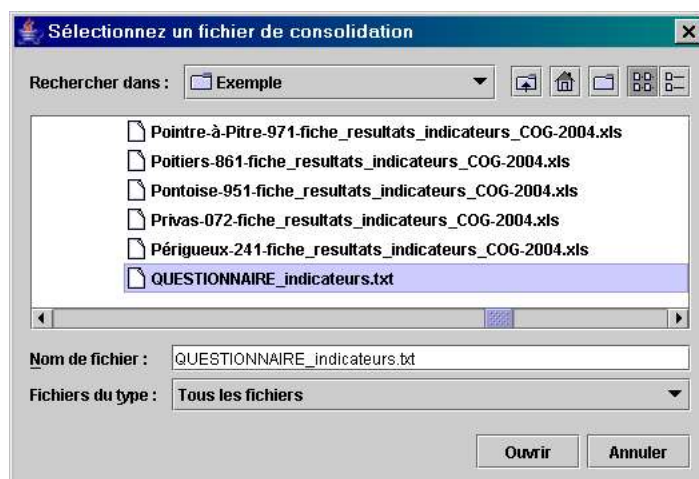 Sélectionnez un fichier de consolidation
Rechercher dans :
Exemple
Pointre-à-Pitre-971-fiche_resultats_indicateurs_COG-2004.xls
Poitiers-861-fiche_resultats_indicateurs_COG-2004.xls
Pontoise-951-fiche_resultats_indicateurs_COG-2004.xls
Privas-072-fiche_resultats_indicateurs_COG-2004.xls
Périgueux-241-fiche_resultats_indicateurs_COG-2004.xls
QUESTIONNAIRE_indicateurs.txt
Nom de fichier :
QUESTIONNAIRE_indicateurs.txt
Fichiers du type :
Tous les fichiers
Ouvrir
Annuler